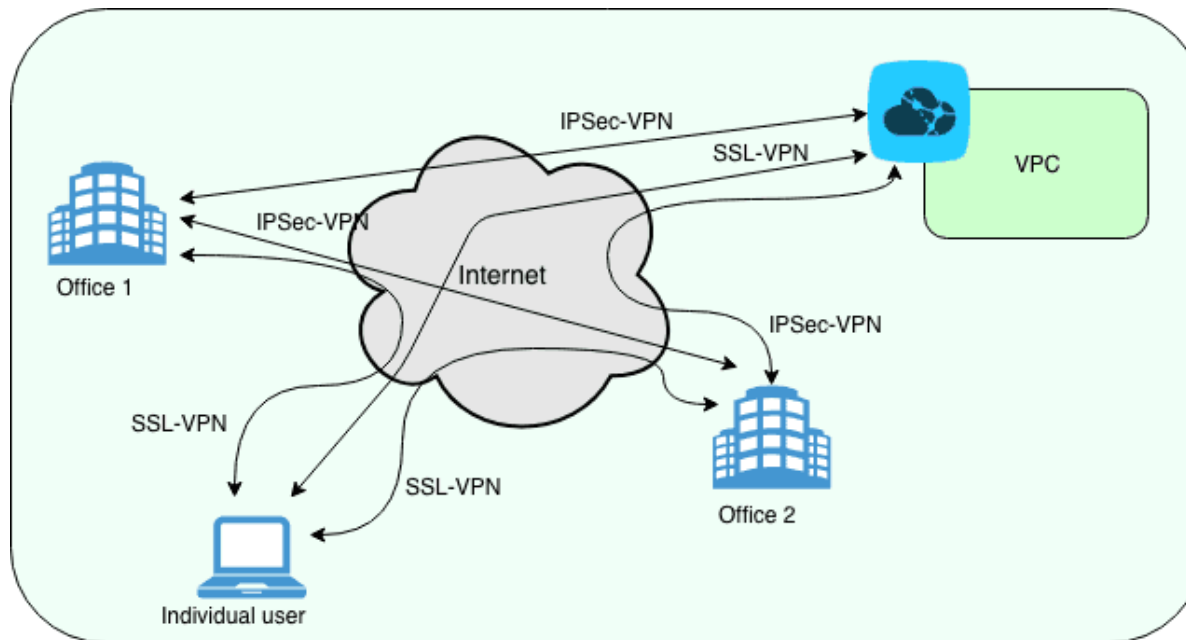 IPSec-VPN
SSL-VPN
VPC
IPSec-VPN
Office 1
Internet
IPSec-VPN
SSL-VPN
SSL-VPN
Office 2
Individual user